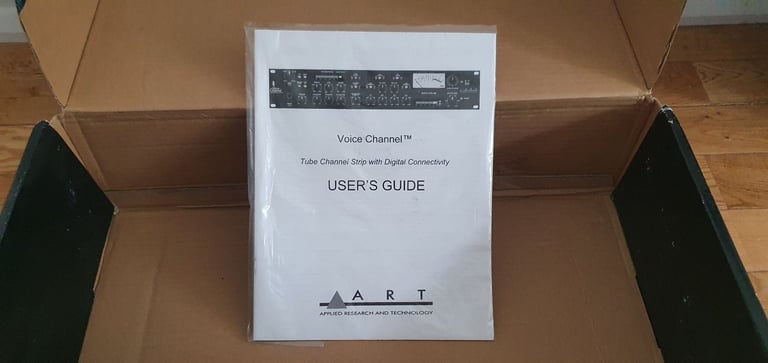 Voice Channel™
Tube Channel Strip with Digital Connectivity
USER'S GUIDE
ART
APPLIED RESEARCH AND TECHNOLOGY